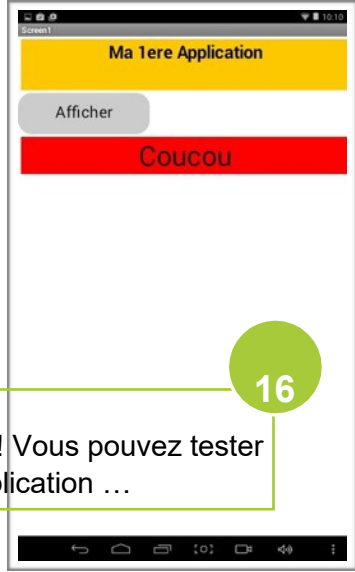 10:10
Screen1
Ma 1ere Application
Afficher
Coucou
16
! Vous pouvez tester
plication …